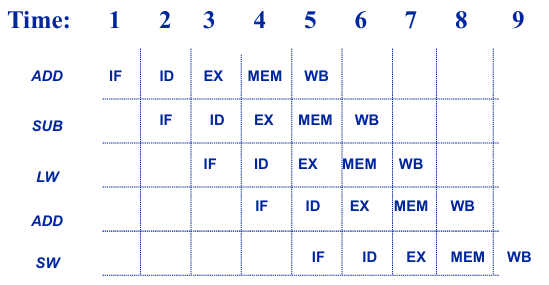 Time: 1 2 3 4 5 6 7 8 9
ADD IF ID EX MEM WB
SUB IF ID EX MEM WB
LW IF ID EX MEM WB
ADD IF ID EX MEM WB
SW IF ID EX MEM WB